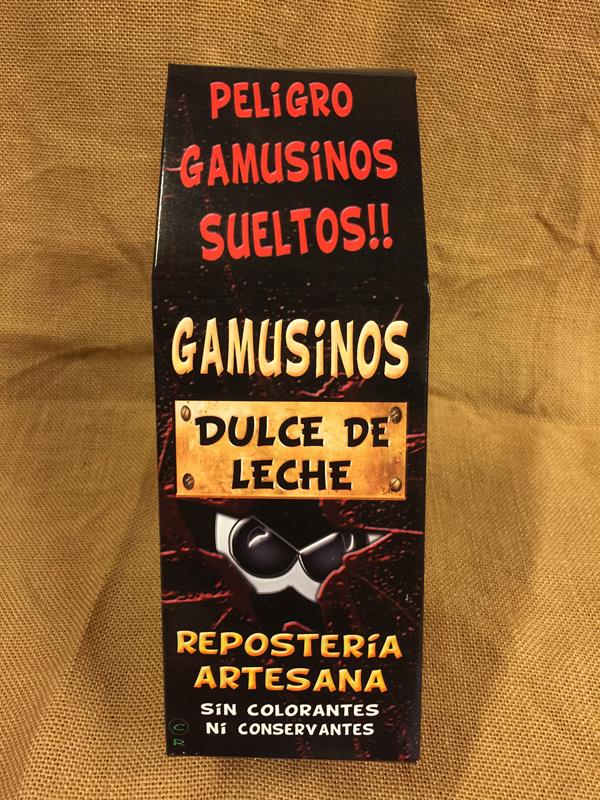 PELiGRO
GAMUSiNOS
SUELTOS!!
GAMUSiNOS
DULCE DE
LECHE
REPOSTERíA
ARTESANA
SiN COLORANTES
Ni CONSERVANTES
C
R